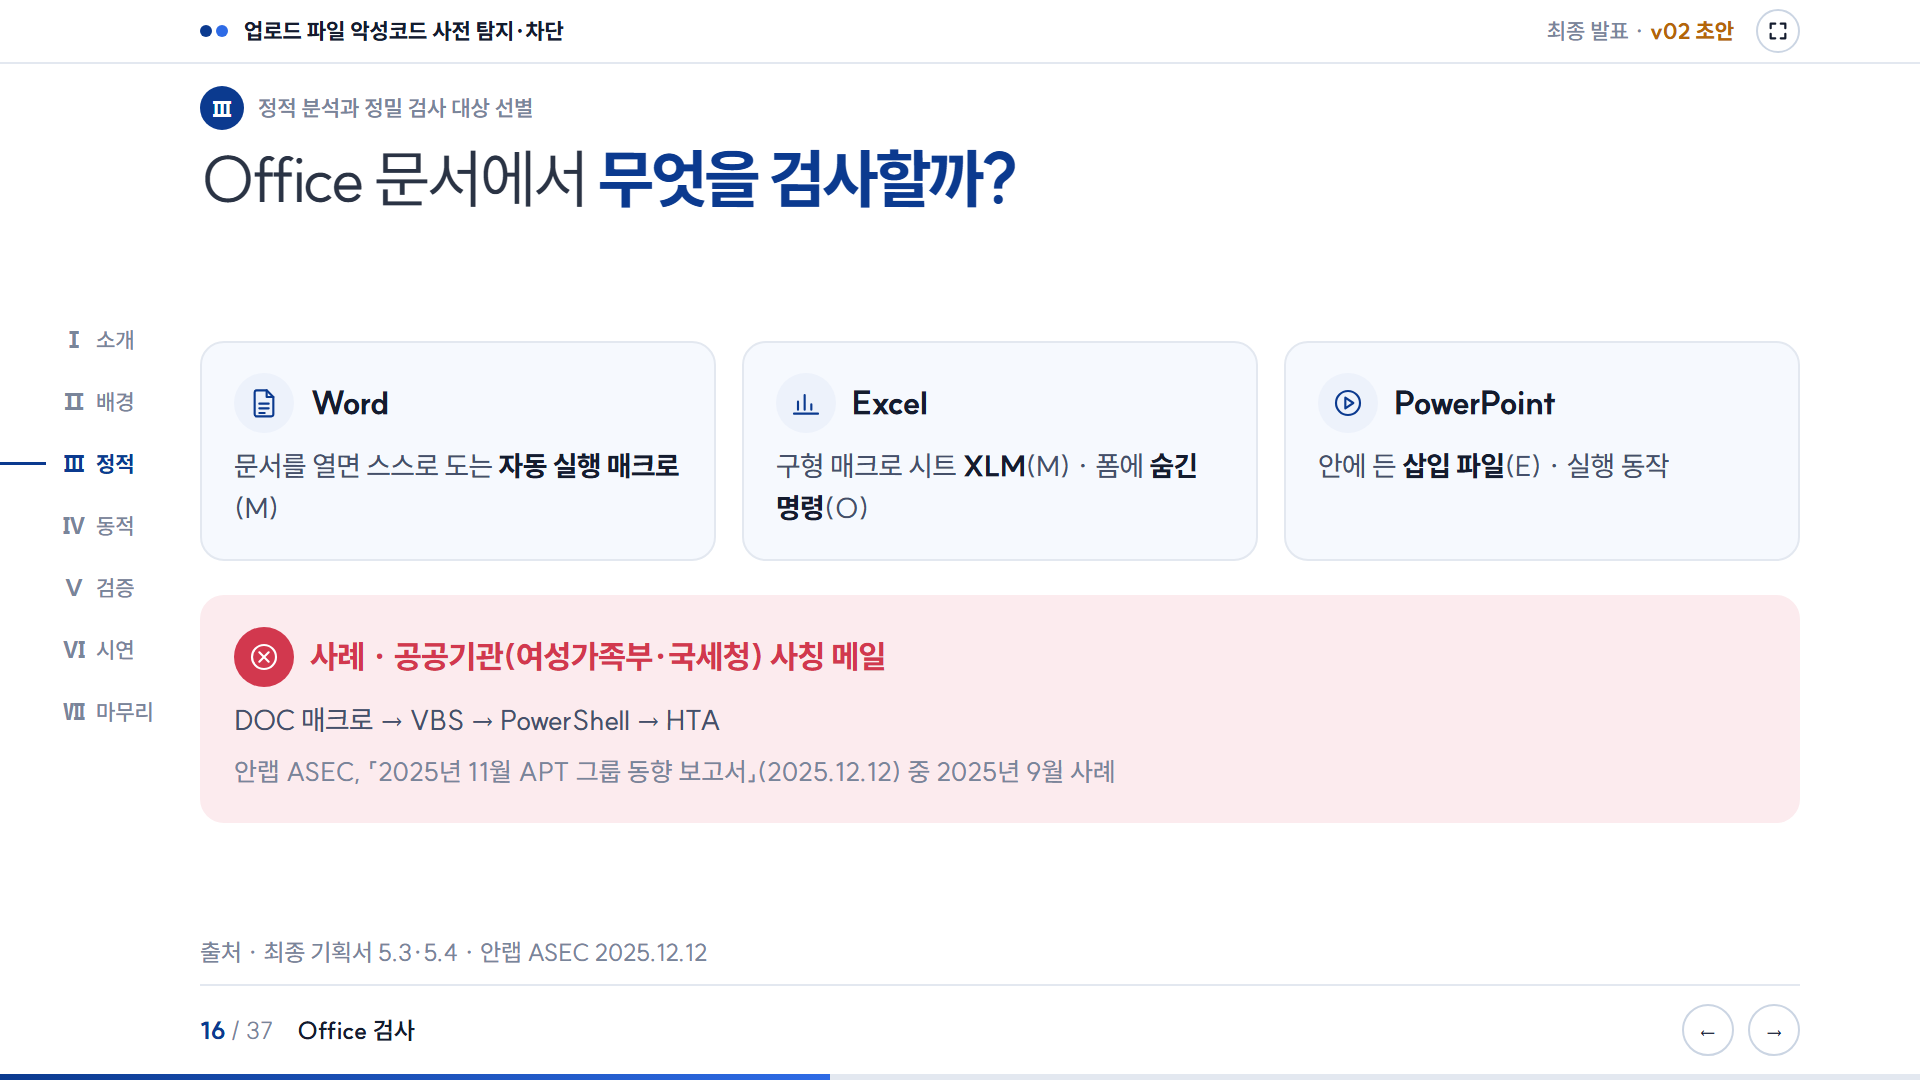 업로드 파일 악성코드 사전 탐지·차단
최종 발표 · v02 초안
Ⅲ 정적 분석과 정밀 검사 대상 선별
Office 문서에서 무엇을 검사할까?
Ⅰ 소개
Ⅱ 배경
Ⅲ 정적
Ⅳ 동적
Ⅴ 검증
Ⅵ 시연
Ⅶ 마무리
Word
문서를 열면 스스로 도는 자동 실행 매크로
(M)
Excel
구형 매크로 시트 XLM(M) · 폼에 숨긴
명령(O)
PowerPoint
안에 든 삽입 파일(E) · 실행 동작
사례 · 공공기관(여성가족부·국세청) 사칭 메일
DOC 매크로 → VBS → PowerShell → HTA
안랩 ASEC, 「2025년 11월 APT 그룹 동향 보고서」(2025.12.12) 중 2025년 9월 사례
출처 · 최종 기획서 5.3·5.4 · 안랩 ASEC 2025.12.12
16 / 37 Office 검사
← →